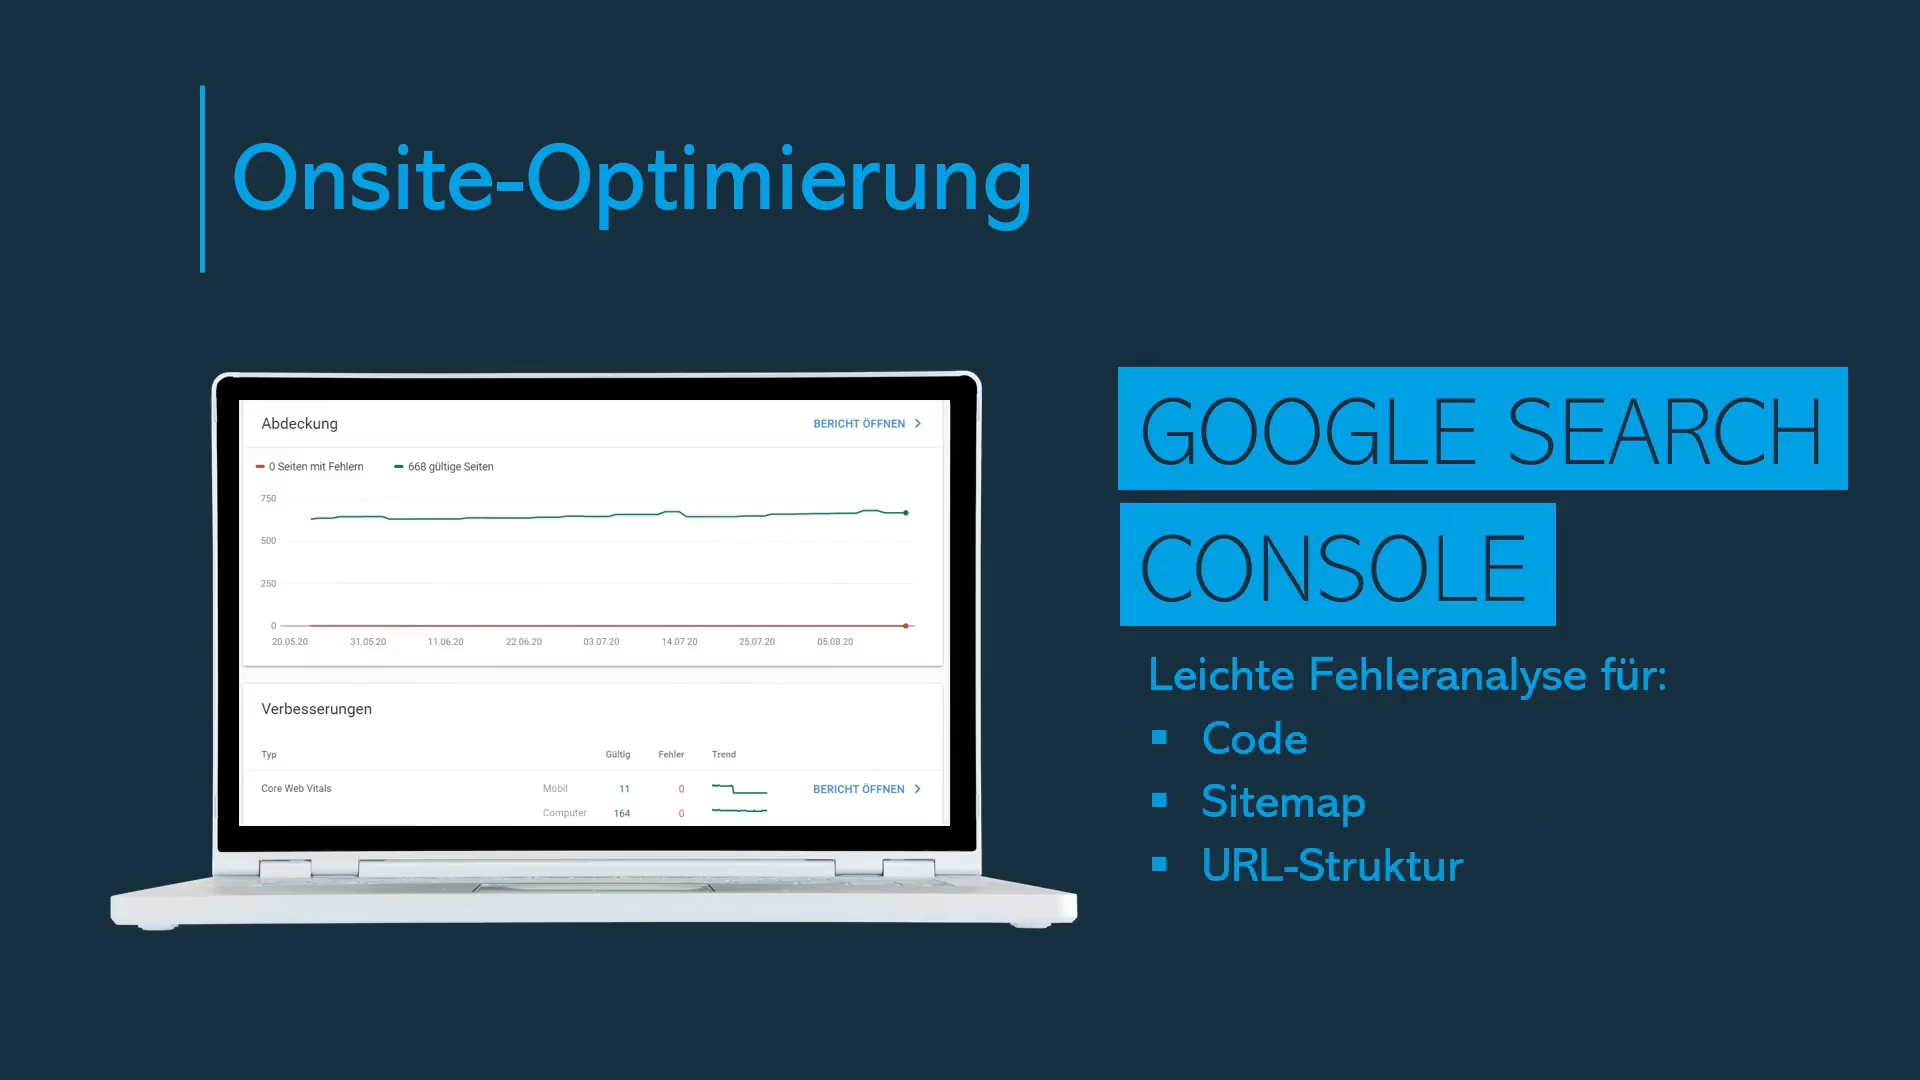 Onsite-Optimierung
Abdeckung
BERICHT ÖFFNEN
0 Seiten mit Fehlern
668 gültige Seiten
750
500
250
0
20.05.20 31.05.20 11.06.20 22.06.20 03.07.20 14.07.20 25.07.20 05.08.20
Verbesserungen
Typ Gültig Fehler Trend
Core Web Vitals Mobil 11 0 BERICHT ÖFFNEN
Computer 164 0
GOOGLE SEARCH
CONSOLE
Leichte Fehleranalyse für:
▪ Code
▪ Sitemap
▪ URL-Struktur